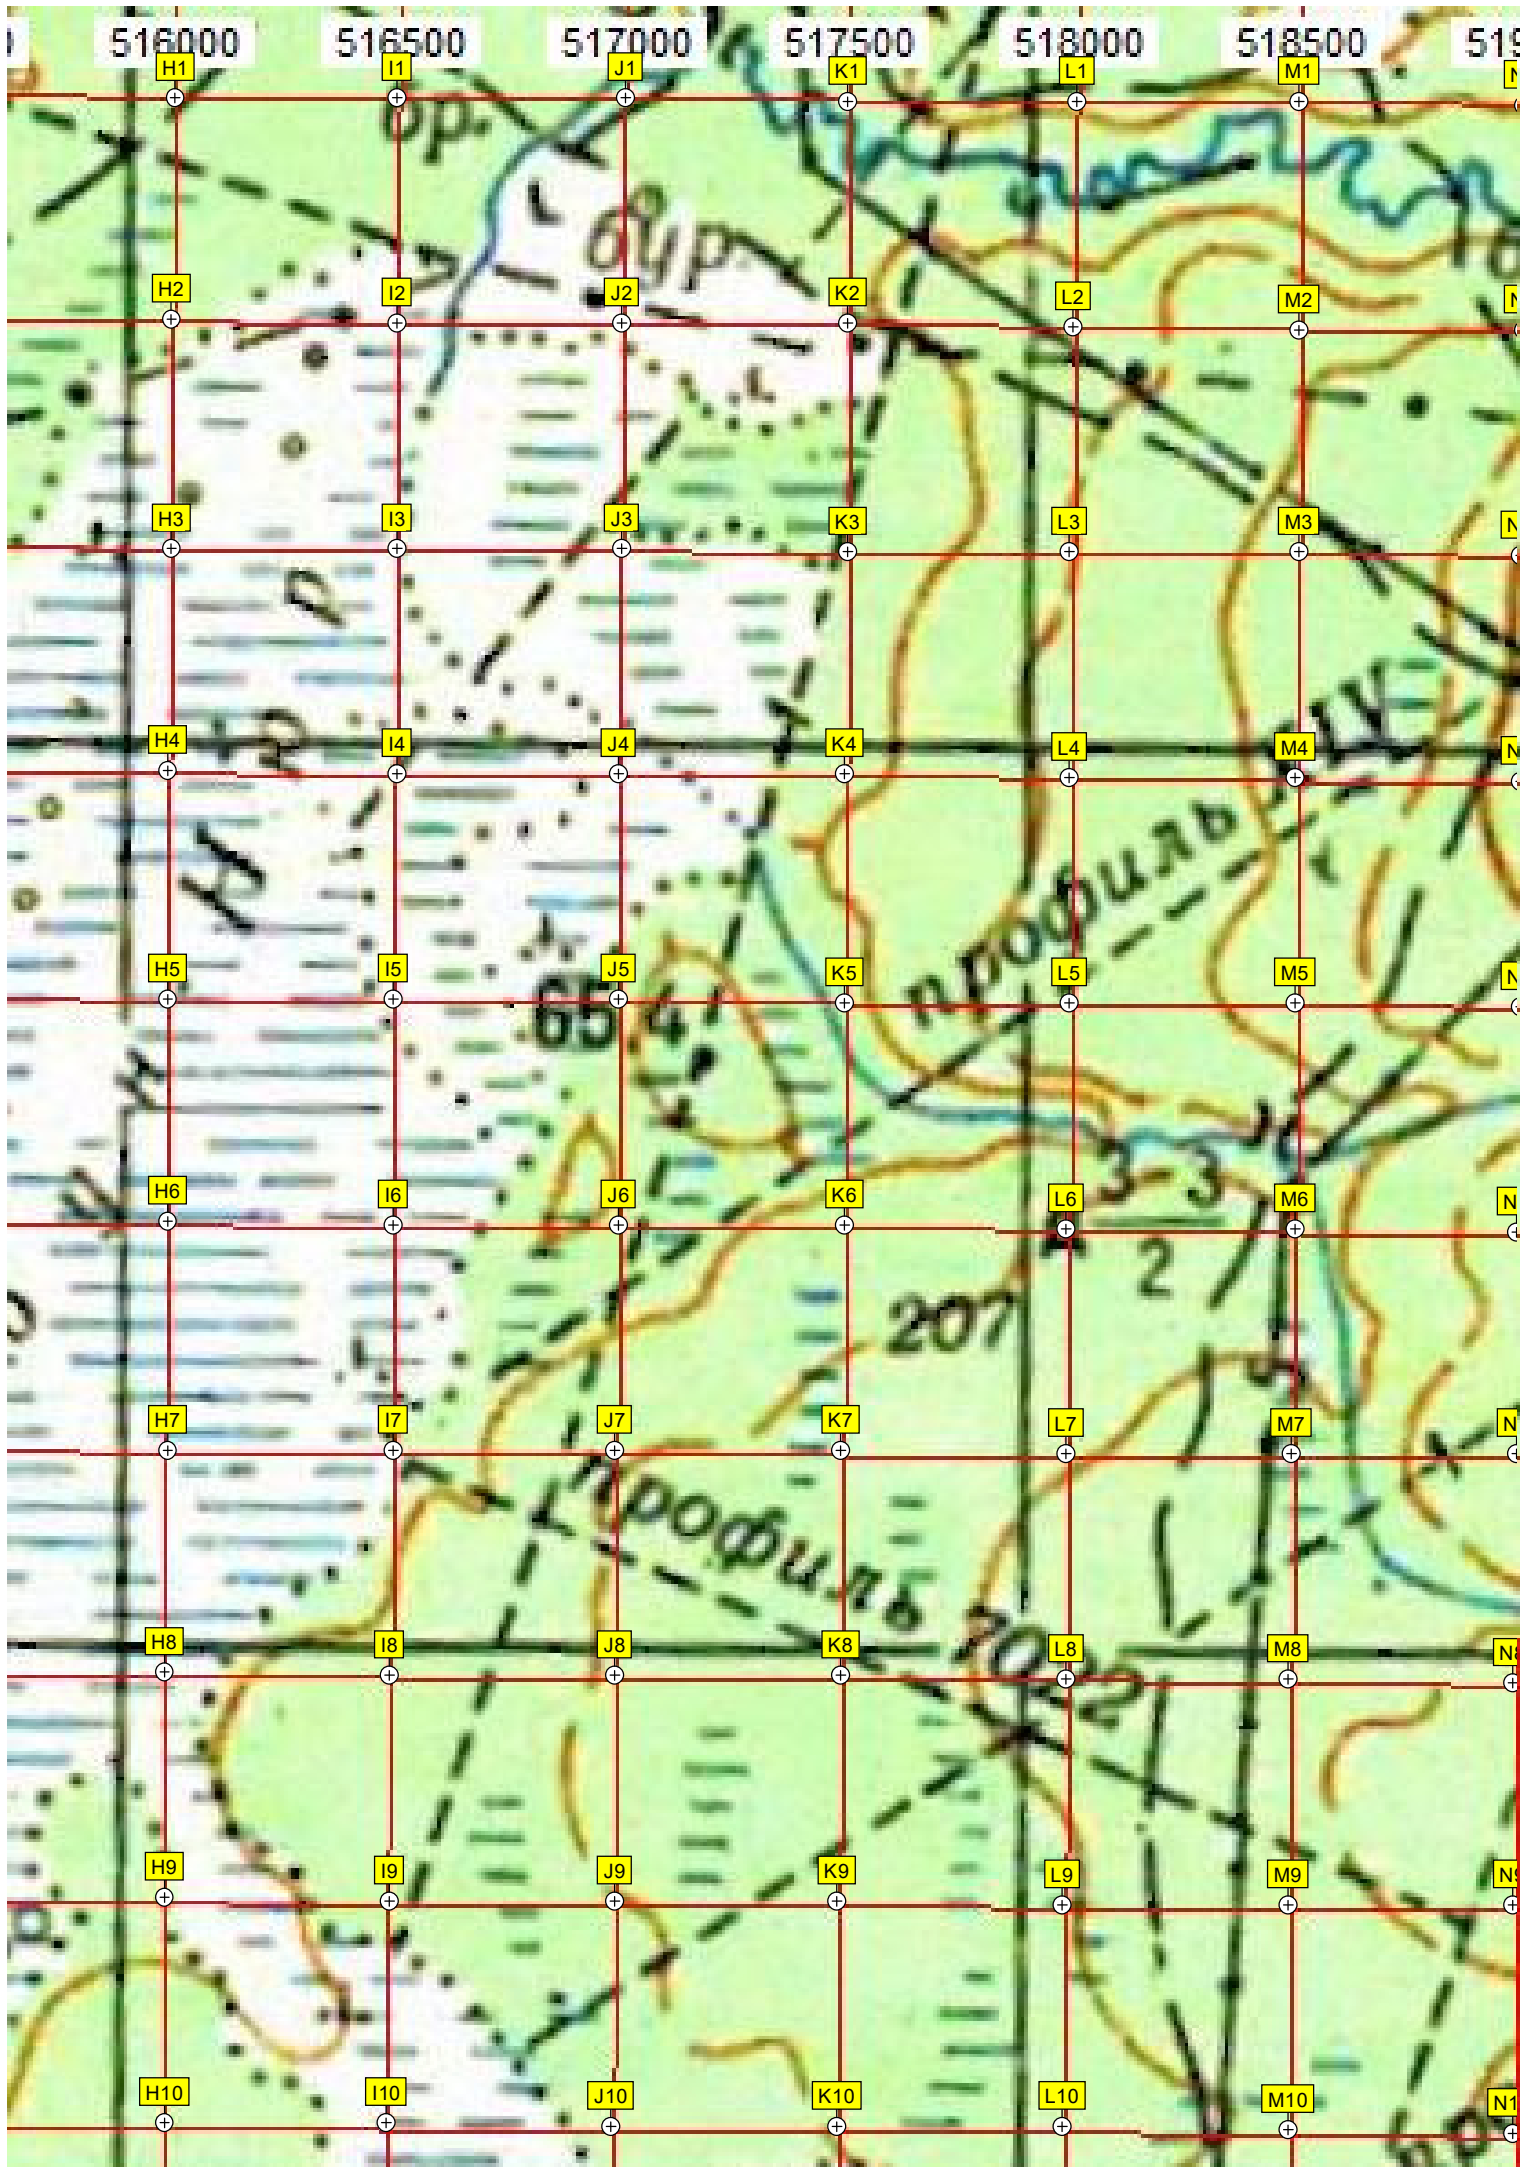 516000 516500 517000 517500 518000 518500
H1 I1 J1 K1 L1 M1
бр.
бур.
H2 I2 J2 K2 L2 M2
H3 I3 J3 K3 L3 M3
H4 I4 J4 K4 L4 M4
профиль
H5 I5 J5 K5 L5 M5
65,4
3-3
2
H6 I6 J6 K6 L6 M6
207
H7 I7 J7 K7 L7 M7
профиль 7022
H8 I8 J8 K8 L8 M8 N8
H9 I9 J9 K9 L9 M9
H10 I10 J10 K10 L10 M10